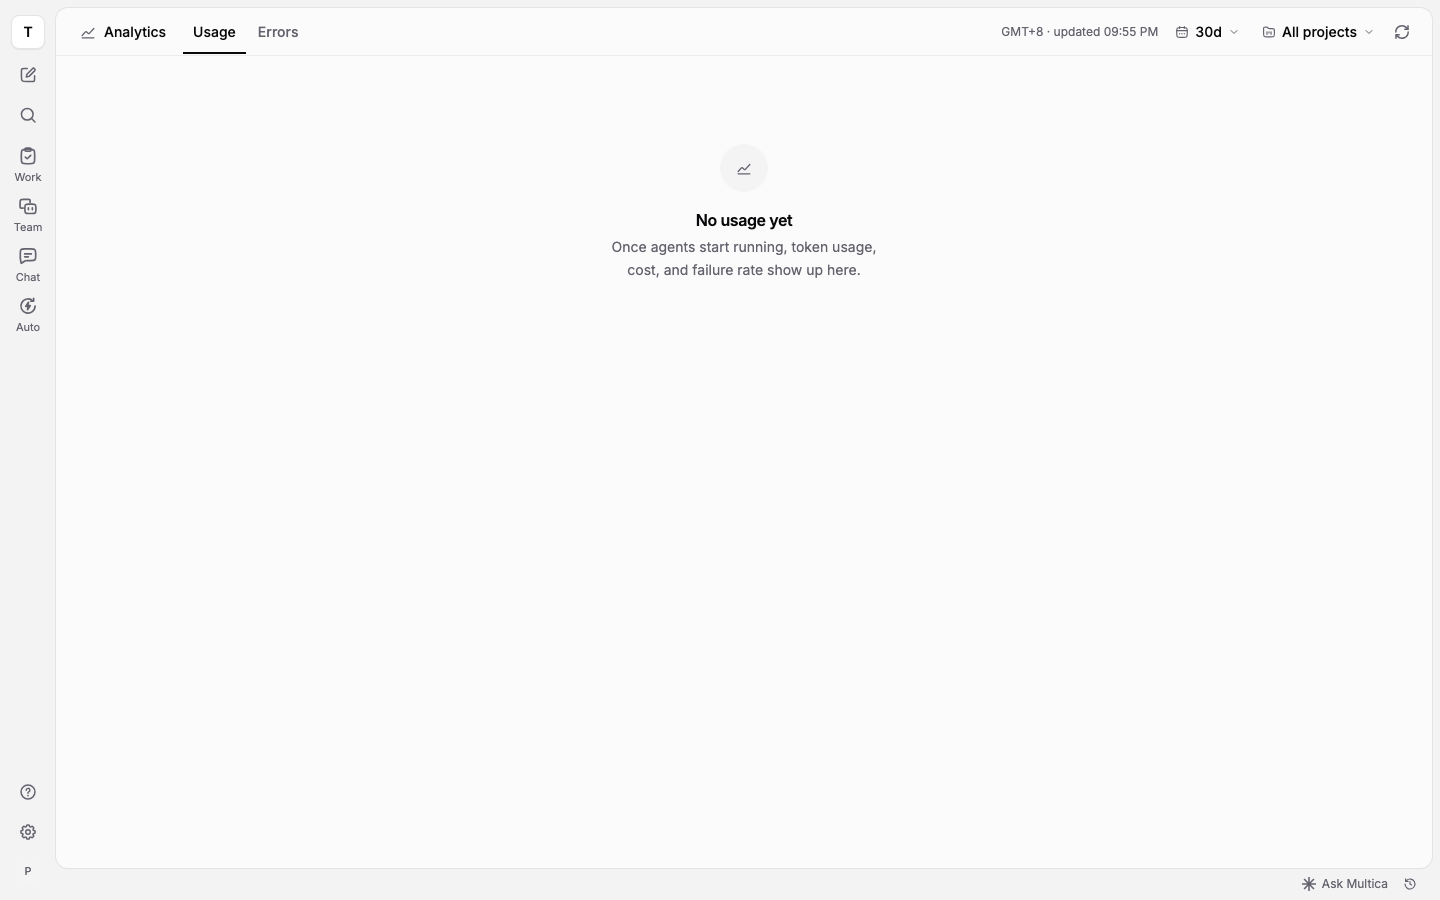 T
Analytics
Usage
Errors
GMT+8 · updated 09:55 PM
30d
All projects
Work
Team
Chat
Auto
No usage yet
Once agents start running, token usage,
cost, and failure rate show up here.
P
Ask Multica